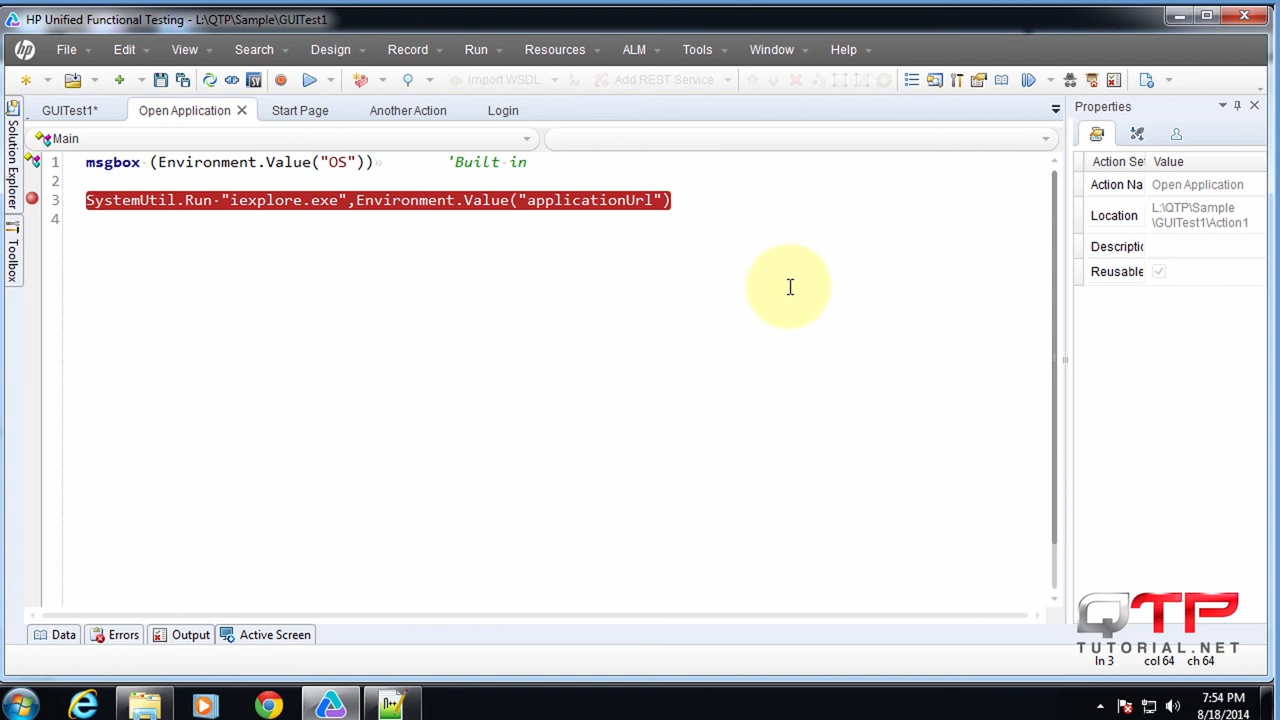 HP Unified Functional Testing - L:\QTP\Sample\GUITest1
File Edit View Search Design Record Run Resources ALM Tools Window Help
Import WSDL Add REST Service
GUITest1* Open Application Start Page Another Action Login
Properties
Main
Solution Explorer
Toolbox
1 msgbox (Environment.Value("OS")) 'Built in
2
3 SystemUtil.Run "iexplore.exe",Environment.Value("applicationUrl")
4
Action Se Value
Action Na Open Application
Location L:\QTP\Sample
\GUITest1\Action1
Descriptic
Reusable
QTP
TUTORIAL.NET
Data Errors Output Active Screen
ln 3 col 64 ch 64
N++
7:54 PM
8/18/2014